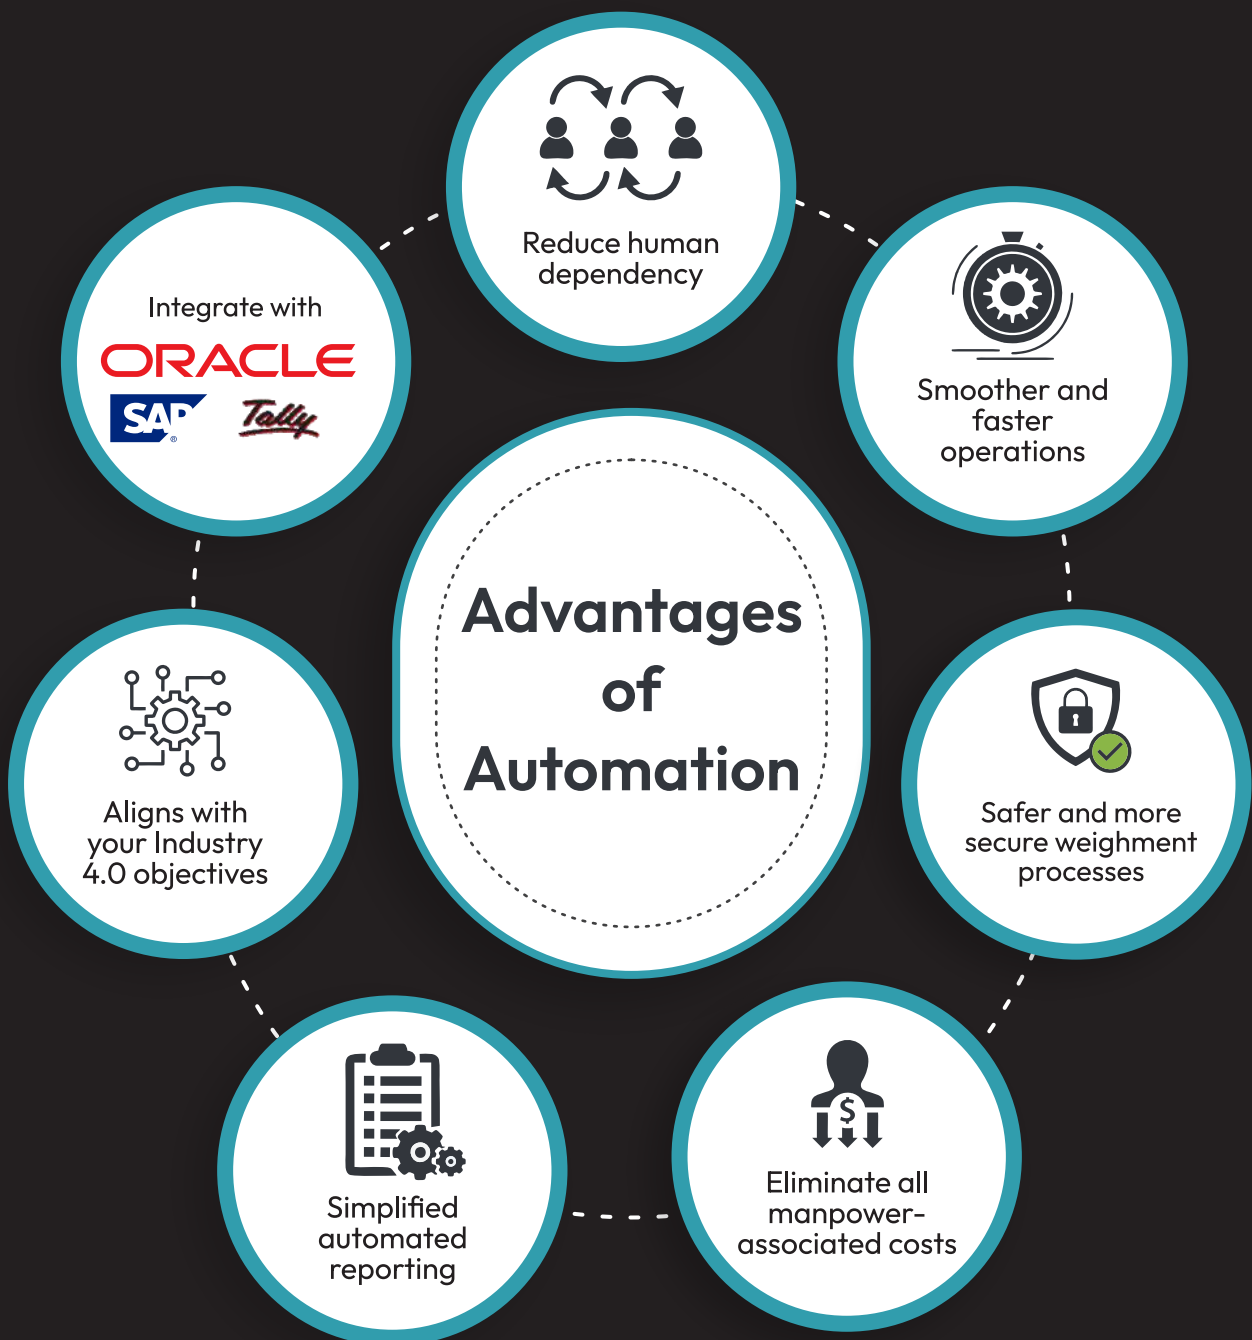 Reduce human
dependency
Integrate with
ORACLE
SAP
®
Tally
Smoother and
faster
operations
Advantages
of
Automation
Aligns with
your Industry
4.0 objectives
Safer and more
secure weighment
processes
Simplified
automated
reporting
$
Eliminate all
manpower-
associated costs